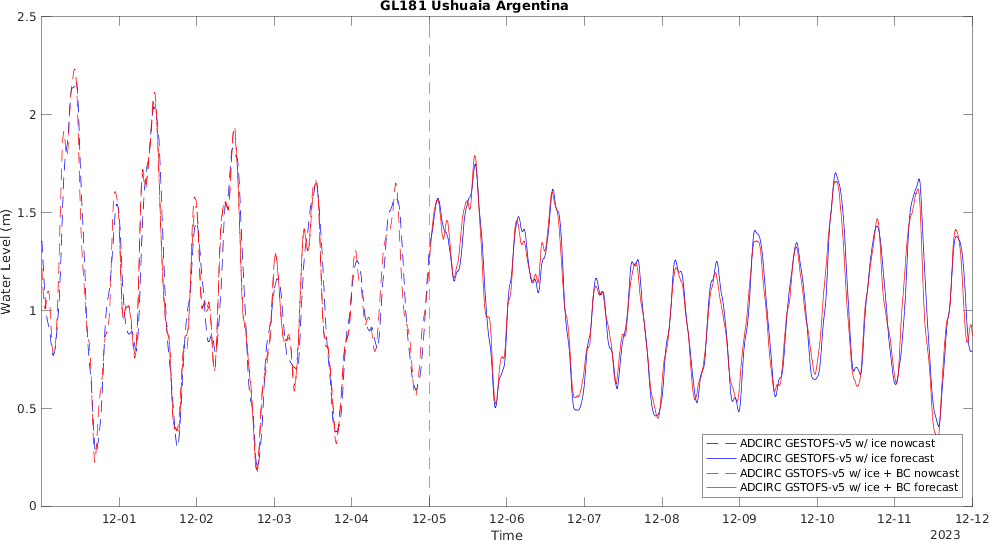 GL181 Ushuaia Argentina
2.5
2
1.5
1
0.5
0
Water Level (m)
12-01
12-02
12-03
12-04
12-05
12-06
12-07
12-08
12-09
12-10
12-11
12-12
2023
Time
ADCIRC GESTOFS-v5 w/ ice nowcast
ADCIRC GESTOFS-v5 w/ ice forecast
ADCIRC GSTOFS-v5 w/ ice + BC nowcast
ADCIRC GSTOFS-v5 w/ ice + BC forecast